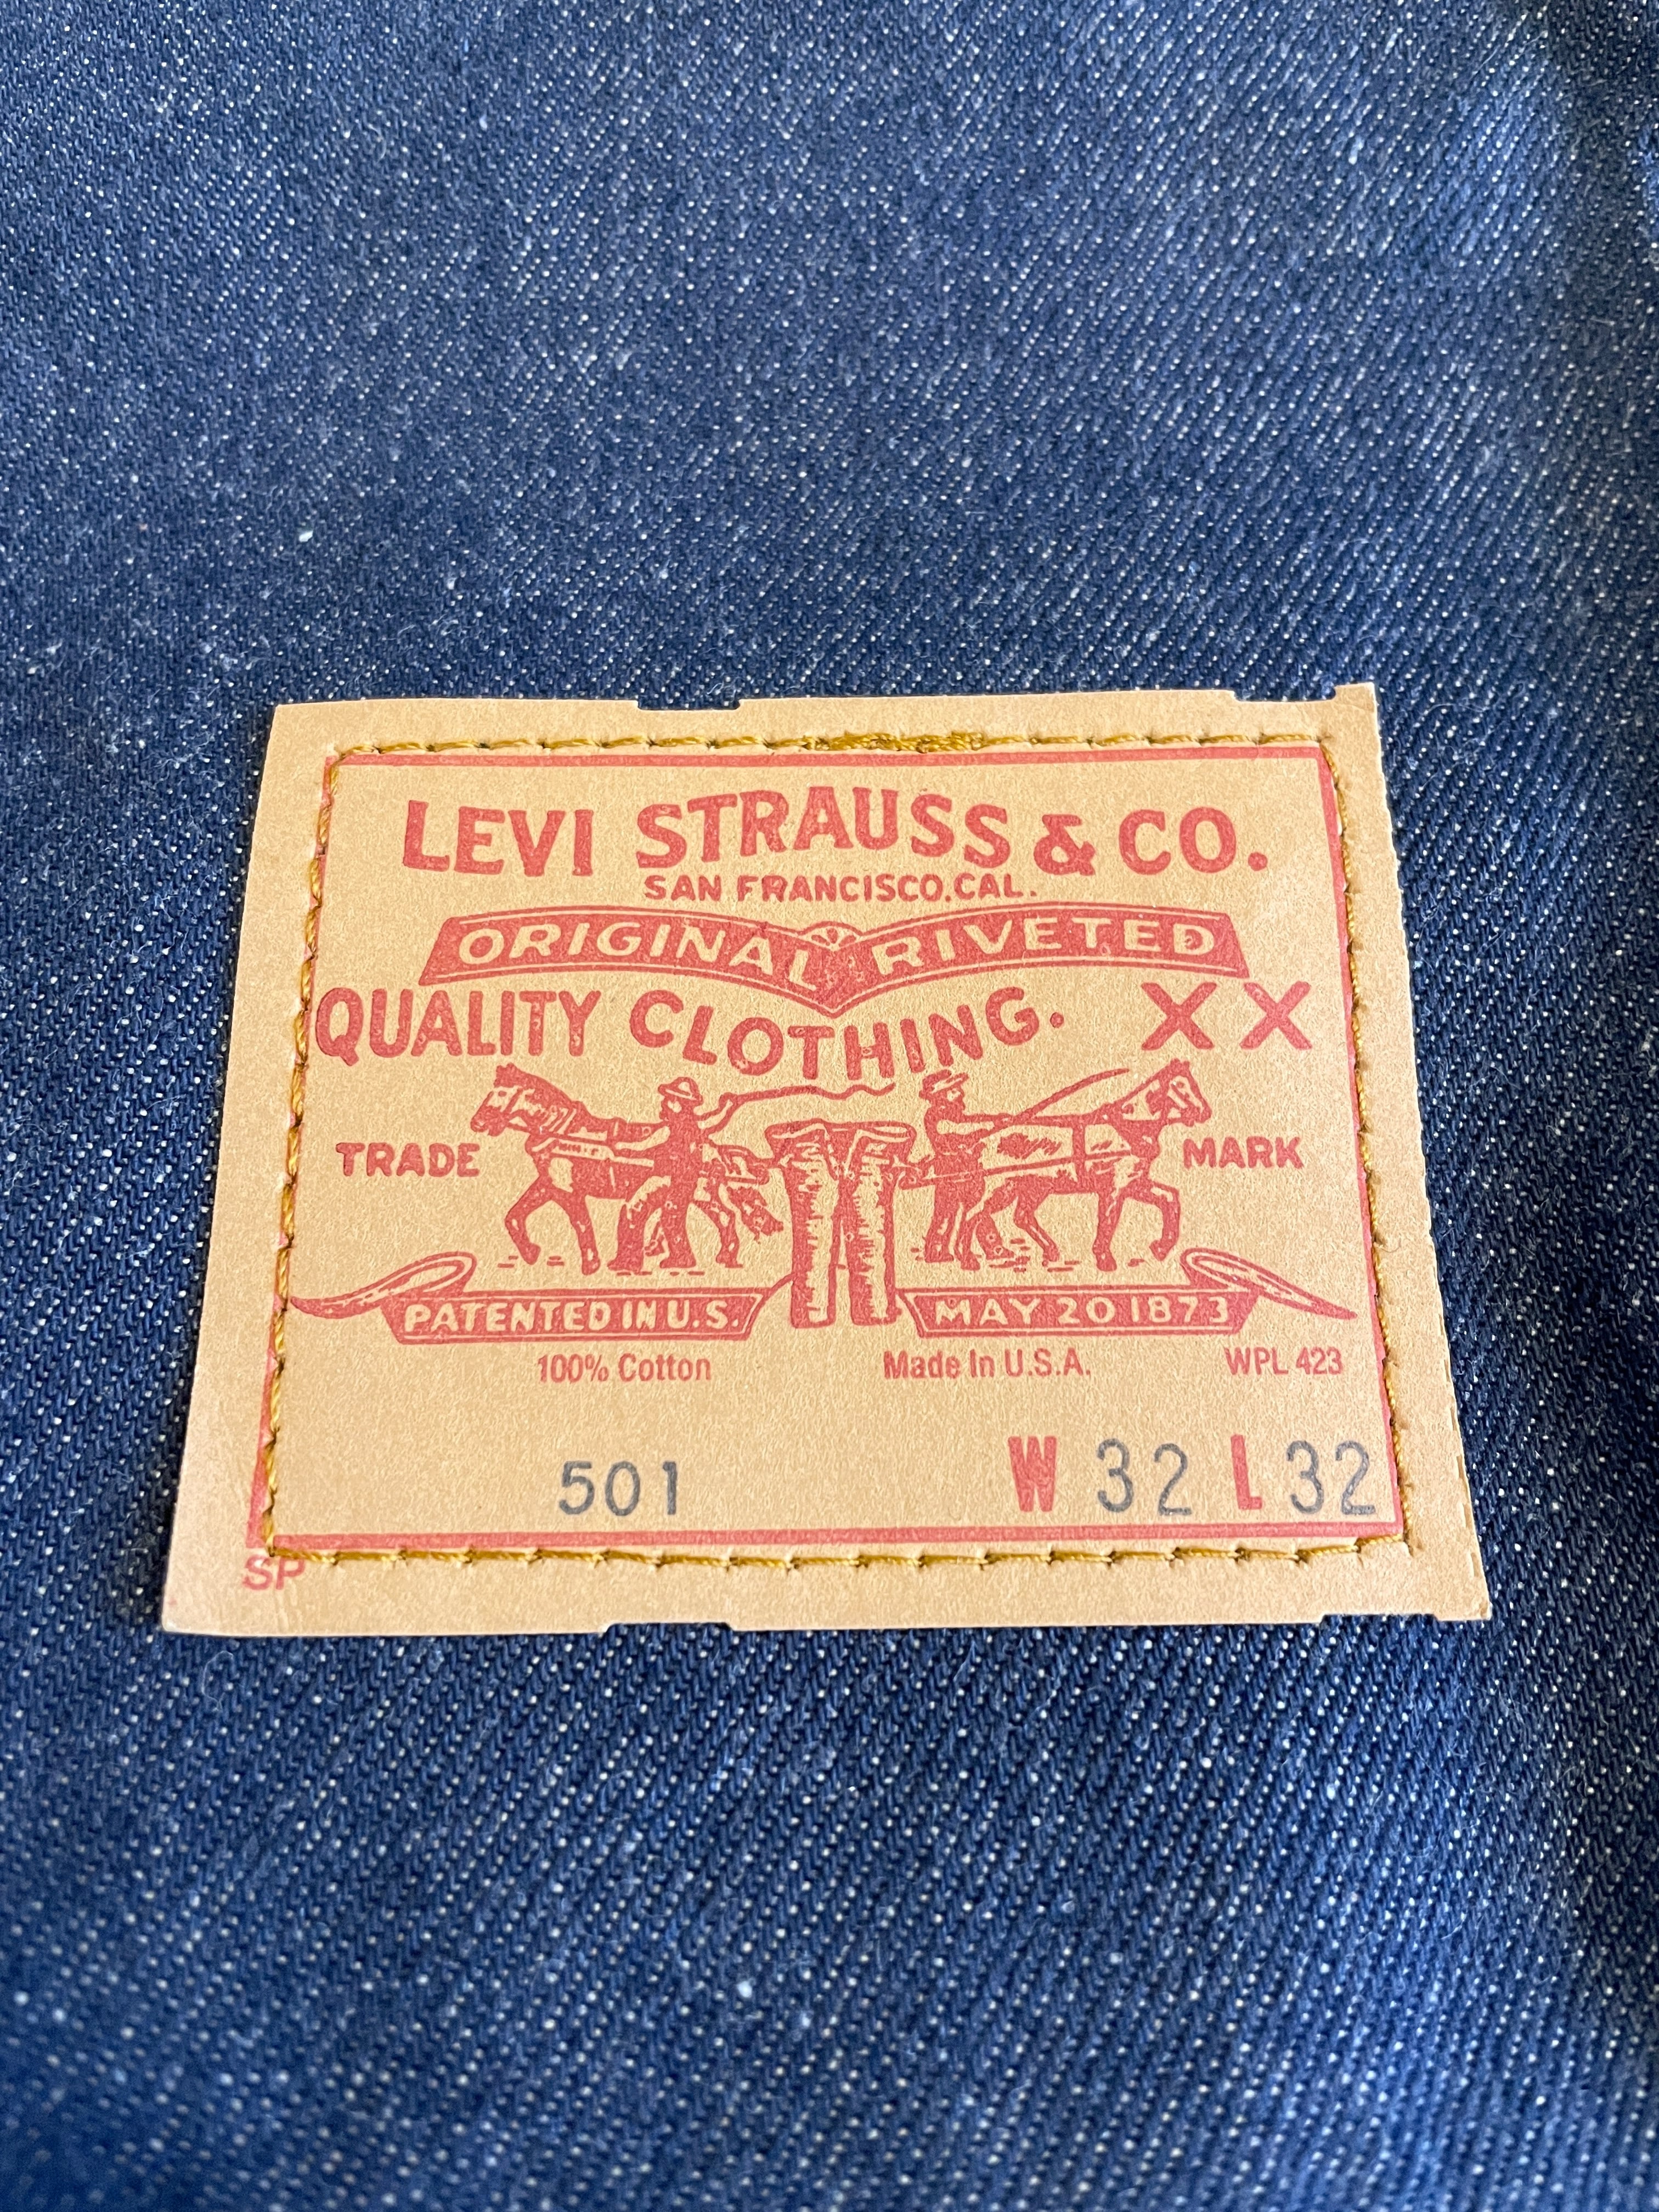 LEVI STRAUSS & CO.
SAN FRANCISCO, CAL.
ORIGINAL RIVETED
QUALITY CLOTHING. XX
TRADE MARK
PATENTED IN U.S. MAY 20 1873
100% Cotton Made In U.S.A. WPL 423
501 W 32 L 32
SP